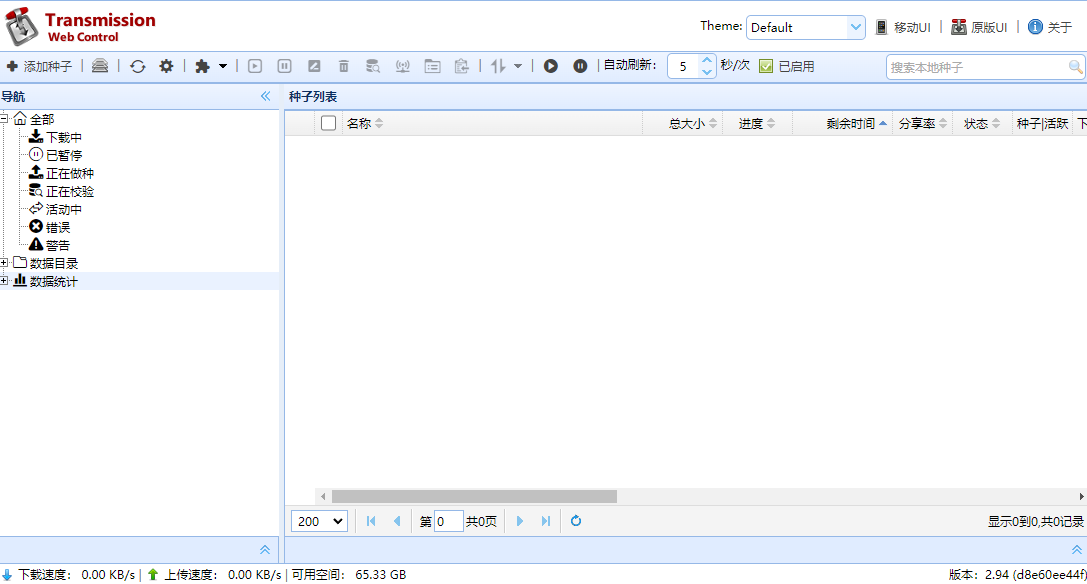 Transmission
Web Control
Theme: Default 移动UI | 原版UI | 关于
添加种子 自动刷新: 5 秒/次 已启用 搜索本地种子
导航
种子列表
全部
下载中
已暂停
正在做种
正在校验
活动中
错误
警告
数据目录
数据统计
名称 总大小 进度 剩余时间 分享率 状态 种子|活跃 下
200 第 0 共0页 显示0到0,共0记录
下载速度: 0.00 KB/s | 上传速度: 0.00 KB/s | 可用空间: 65.33 GB 版本: 2.94 (d8e60ee44f)